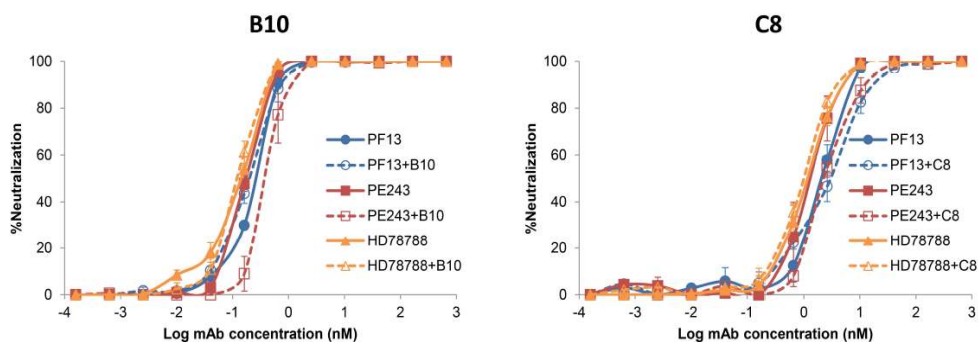 B10
%Neutralization
100
80
60
40
20
0
-4 -3 -2 -1 0 1 2 3
Log mAb concentration (nM)
PF13
PF13+B10
PE243
PE243+B10
HD78788
HD78788+B10
C8
%Neutralization
100
80
60
40
20
0
-4 -3 -2 -1 0 1 2 3
Log mAb concentration (nM)
PF13
PF13+C8
PE243
PE243+C8
HD78788
HD78788+C8